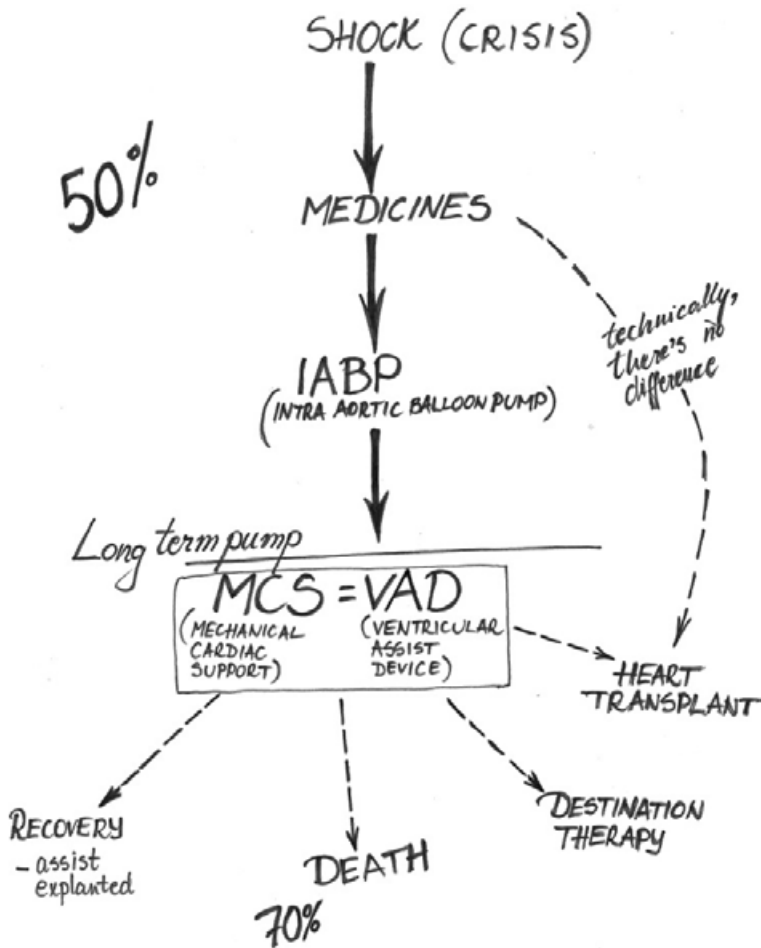 SHOCK (CRISIS)
50%
MEDICINES
technically,
there's no
difference
IABP
(INTRA AORTIC BALLOON PUMP)
Long term pump
MCS = VAD
(MECHANICAL
CARDIAC
SUPPORT)
(VENTRICULAR
ASSIST
DEVICE)
HEART
TRANSPLANT
RECOVERY
- assist
explanted
DEATH
70%
DESTINATION
THERAPY